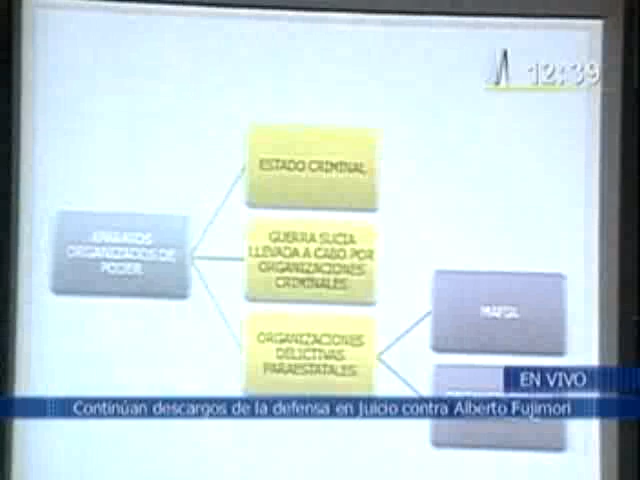 12:39
ESTADO CRIMINAL
APARATOS
ORGANIZADOS DE
PODER
GUERRA SUCIA
LLEVADA A CABO POR
ORGANIZACIONES
CRIMINALES
ORGANIZACIONES
DELICTIVAS
PARAESTATALES
MAFIA
EN VIVO
Continúan descargos de la defensa en Juicio contra Alberto Fujimori